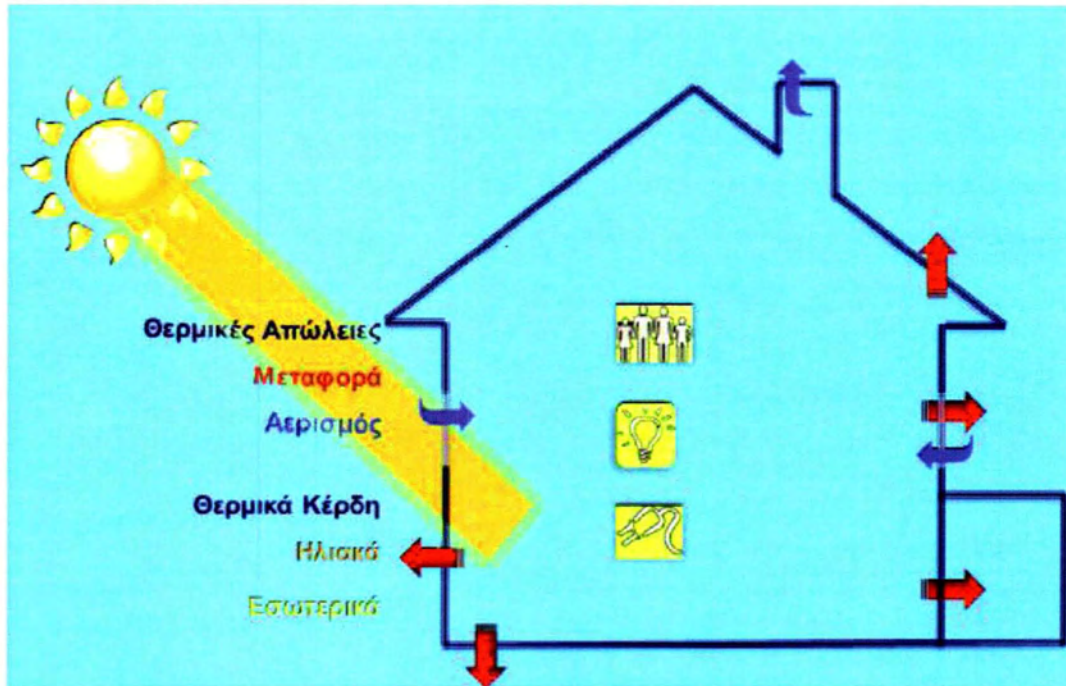 Θερμικές Απώλειες
Μεταφορά
Αερισμός
Θερμικά Κέρδη
Ηλιακά
Εσωτερικά